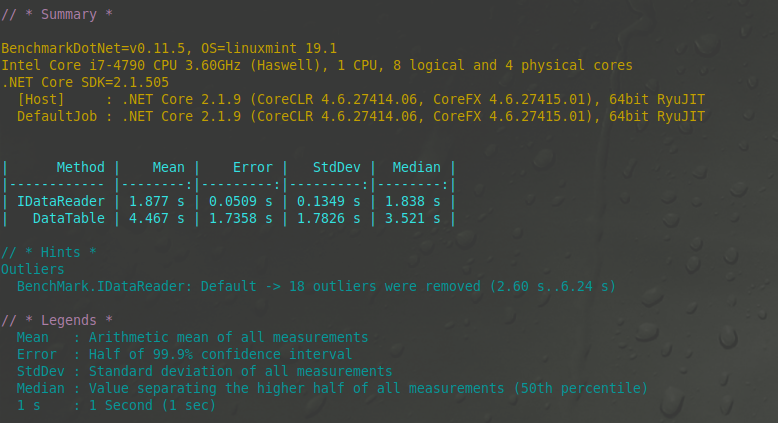 // * Summary *
BenchmarkDotNet=v0.11.5, OS=linuxmint 19.1
Intel Core i7-4790 CPU 3.60GHz (Haswell), 1 CPU, 8 logical and 4 physical cores
.NET Core SDK=2.1.505
  [Host]     : .NET Core 2.1.9 (CoreCLR 4.6.27414.06, CoreFX 4.6.27415.01), 64bit RyuJIT
  DefaultJob : .NET Core 2.1.9 (CoreCLR 4.6.27414.06, CoreFX 4.6.27415.01), 64bit RyuJIT
|      Method |    Mean |    Error |   StdDev |  Median |
|------------ |--------:|---------:|---------:|--------:|
| IDataReader | 1.877 s | 0.0509 s | 0.1349 s | 1.838 s |
|   DataTable | 4.467 s | 1.7358 s | 1.7826 s | 3.521 s |
// * Hints *
Outliers
  BenchMark.IDataReader: Default -> 18 outliers were removed (2.60 s..6.24 s)
// * Legends *
  Mean   : Arithmetic mean of all measurements
  Error  : Half of 99.9% confidence interval
  StdDev : Standard deviation of all measurements
  Median : Value separating the higher half of all measurements (50th percentile)
  1 s    : 1 Second (1 sec)